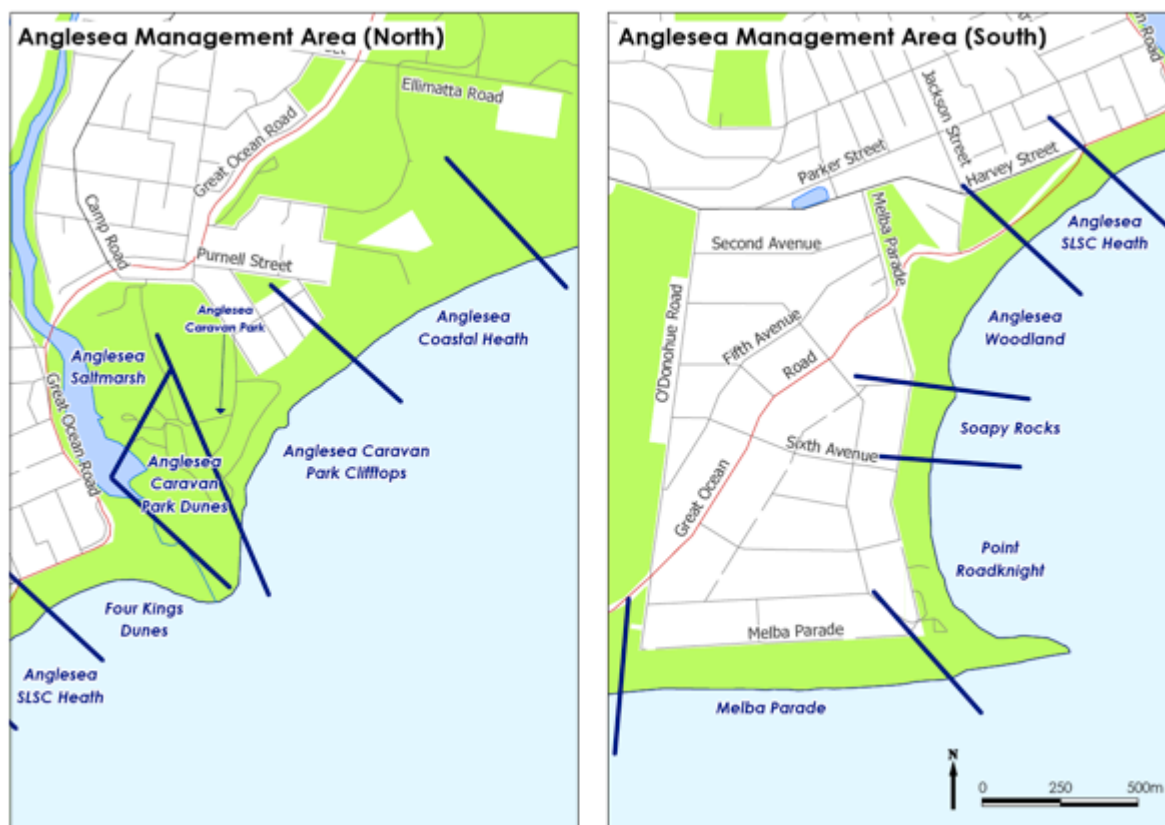 Anglesea Management Area (North)
Ellimatta Road
Great Ocean Road
Camp Road
Purnell Street
Anglesea
Caravan Park
Anglesea
Coastal Heath
Anglesea
Saltmarsh
Great Ocean Road
Anglesea Caravan
Park Clifftops
Anglesea
Caravan
Park Dunes
Four Kings
Dunes
Anglesea
SLSC Heath
Anglesea Management Area (South)
Road
Jackson Street
Parker Street
Harvey Street
Melba Parade
Second Avenue
Anglesea
SLSC Heath
O'Donohue Road
Fifth Avenue
Road
Anglesea
Woodland
Soapy Rocks
Sixth Avenue
Great Ocean
Point
Roadknight
Melba Parade
Melba Parade
N
0 250 500m